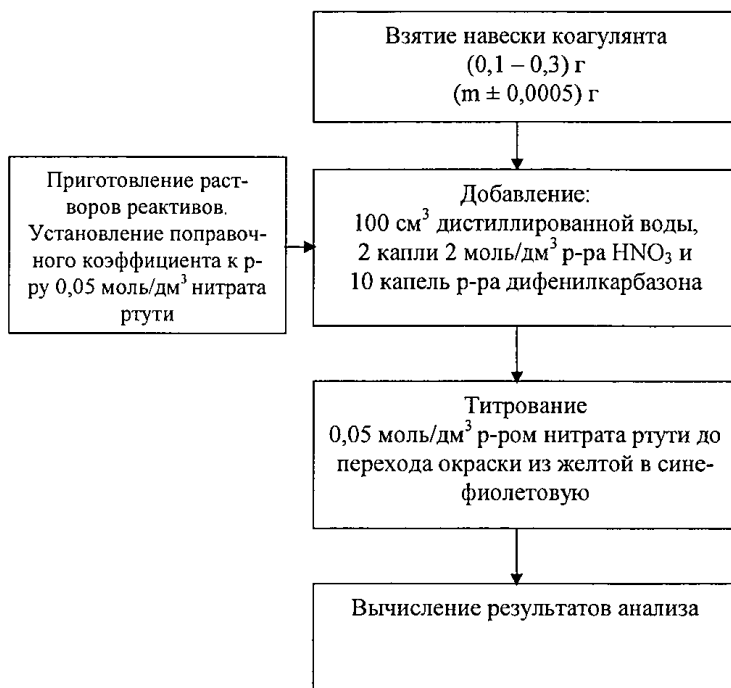 Взятие навески коагулянта
(0,1 – 0,3) г
(m ± 0,0005) г
Приготовление раст-
воров реактивов.
Установление поправоч-
ного коэффициента к р-
ру 0,05 моль/дм³ нитрата
ртути
Добавление:
100 см³ дистиллированной воды,
2 капли 2 моль/дм³ р-ра HNO₃ и
10 капель р-ра дифенилкарбазона
Титрование
0,05 моль/дм³ р-ром нитрата ртути до
перехода окраски из желтой в сине-
фиолетовую
Вычисление результатов анализа